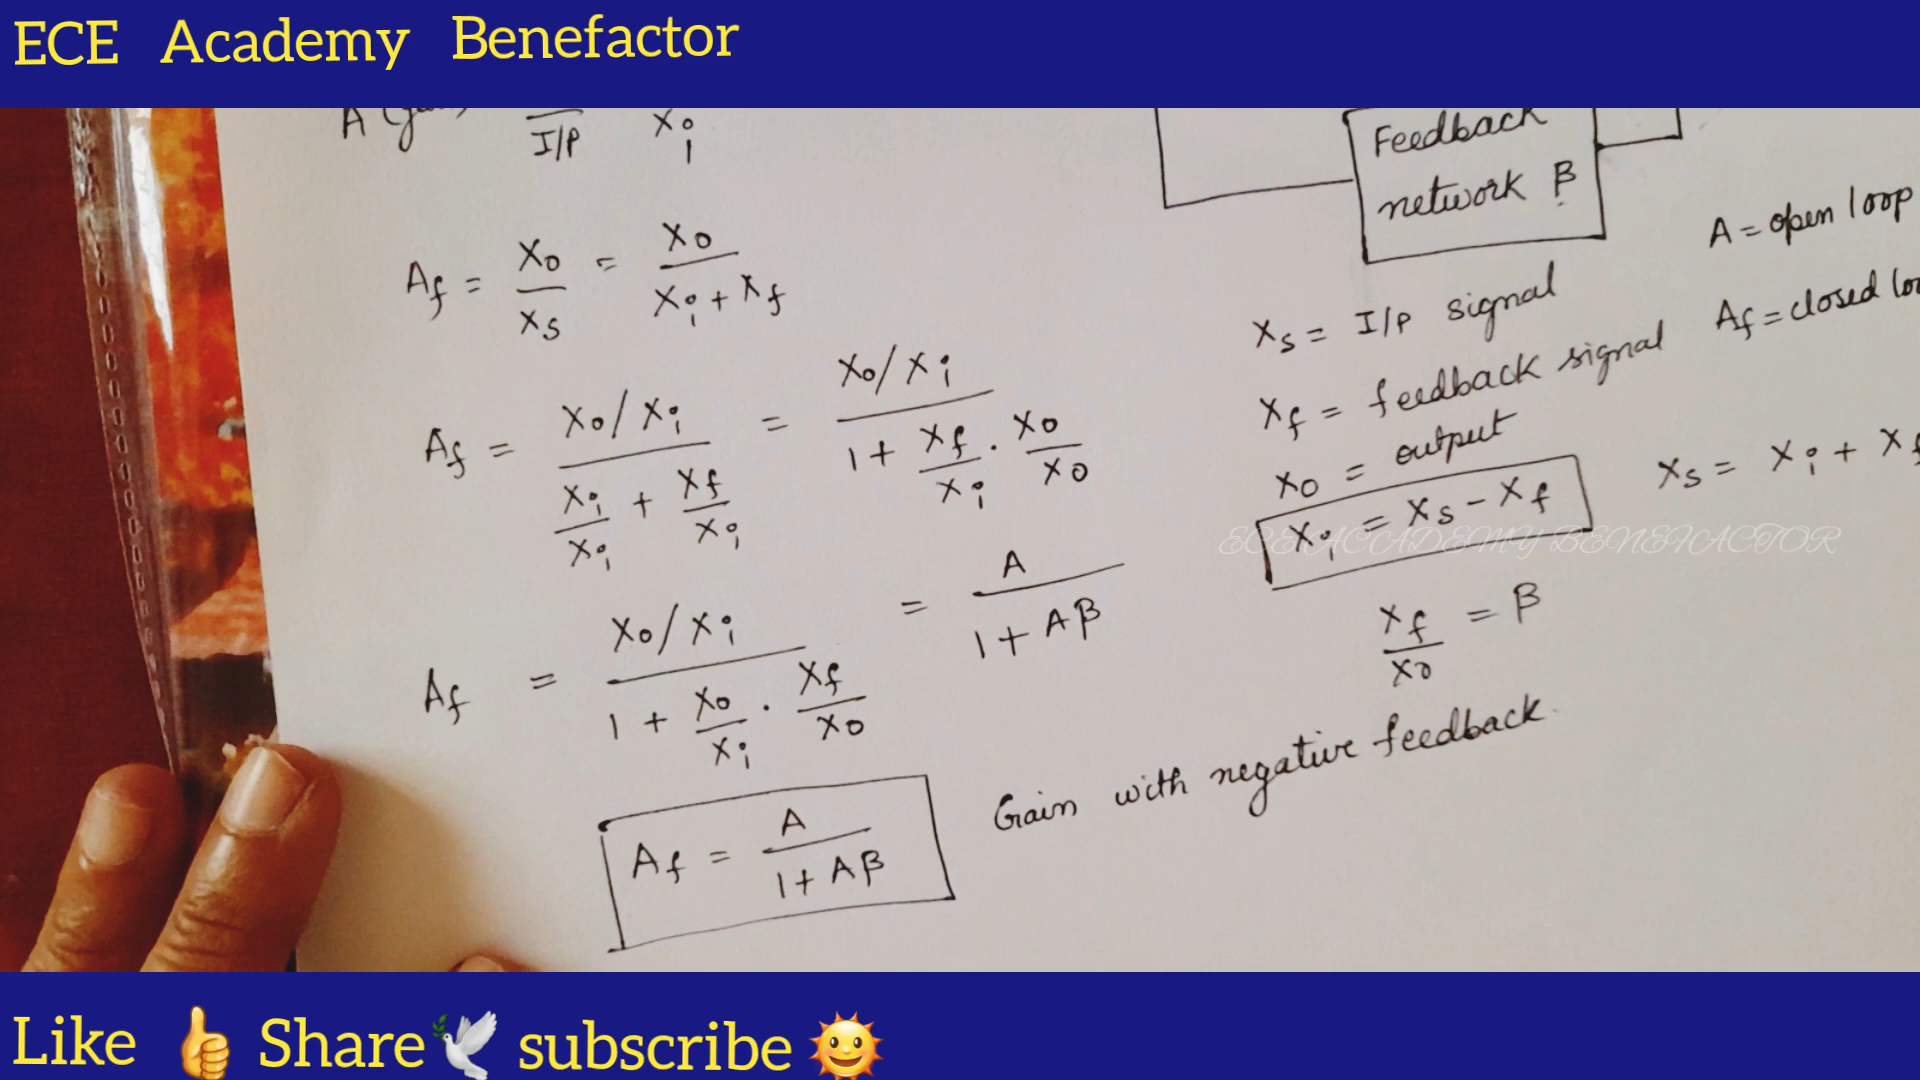 ECE Academy Benefactor
A
I/P Xi
Feedback
network β
A = open loop
Af = Xo/Xs = Xo/(Xi + Xf)
Xs = I/P signal
Af = closed
Xf = feedback signal
Xo = output
Af = (Xo/Xi)/(Xi/Xi + Xf/Xi) = (Xo/Xi)/(1 + Xf/Xi . Xo/Xo)
Xi = Xs - Xf
Xs = Xi + Xf
ECE ACCADEMY BENEFACTOR
Af = (Xo/Xi)/(1 + Xo/Xi . Xf/Xo) = A/(1 + Aβ)
Xf/Xo = β
Af = A/(1 + Aβ)
Gain with negative feedback.
Like 👍 Share 🕊 subscribe 🌞